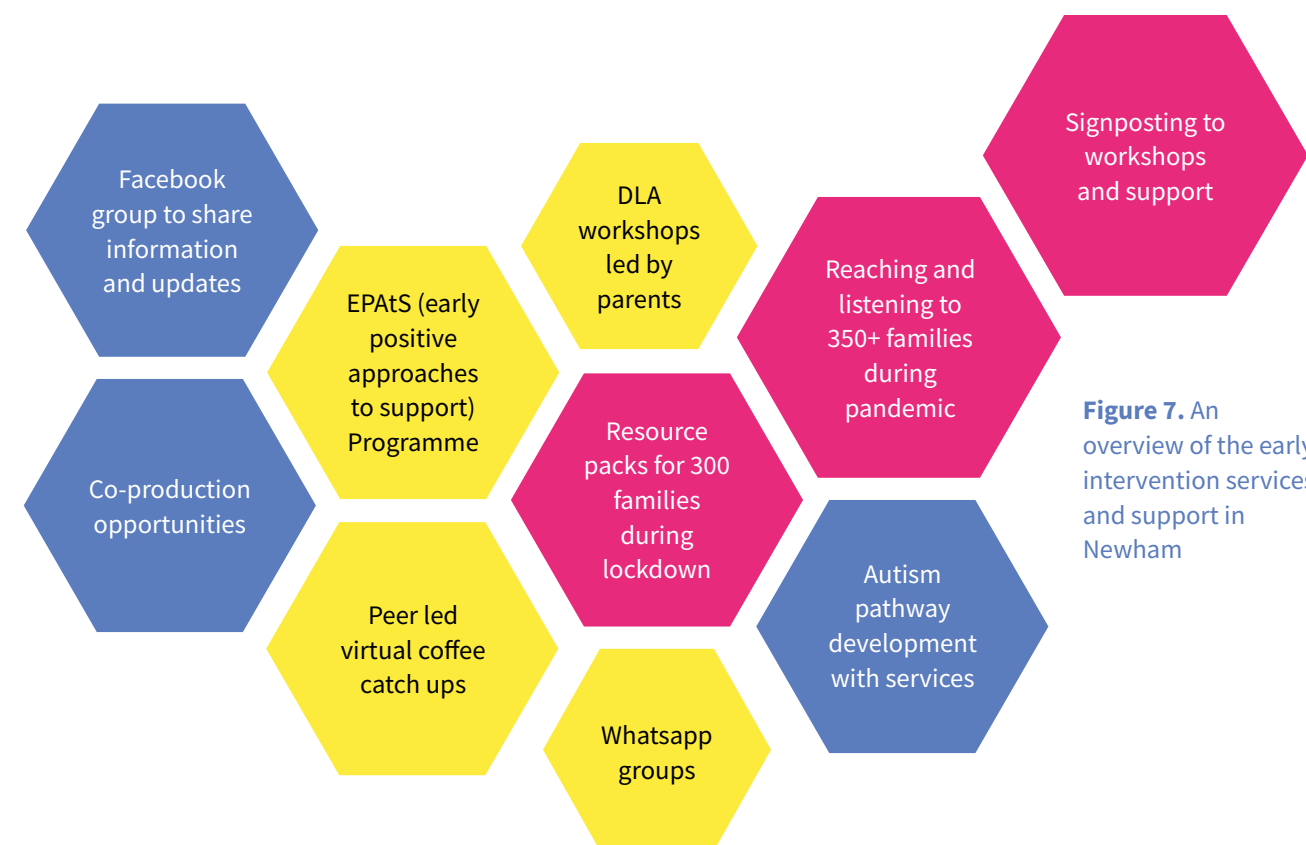 Facebook
group to share
information
and updates
Co-production
opportunities
EPAtS (early
positive
approaches
to support)
Programme
Peer led
virtual coffee
catch ups
DLA
workshops
led by
parents
Resource
packs for 300
families
during
lockdown
Whatsapp
groups
Reaching and
listening to
350+ families
during
pandemic
Autism
pathway
development
with services
Signposting to
workshops
and support
Figure 7. An
overview of the early
intervention services
and support in
Newham